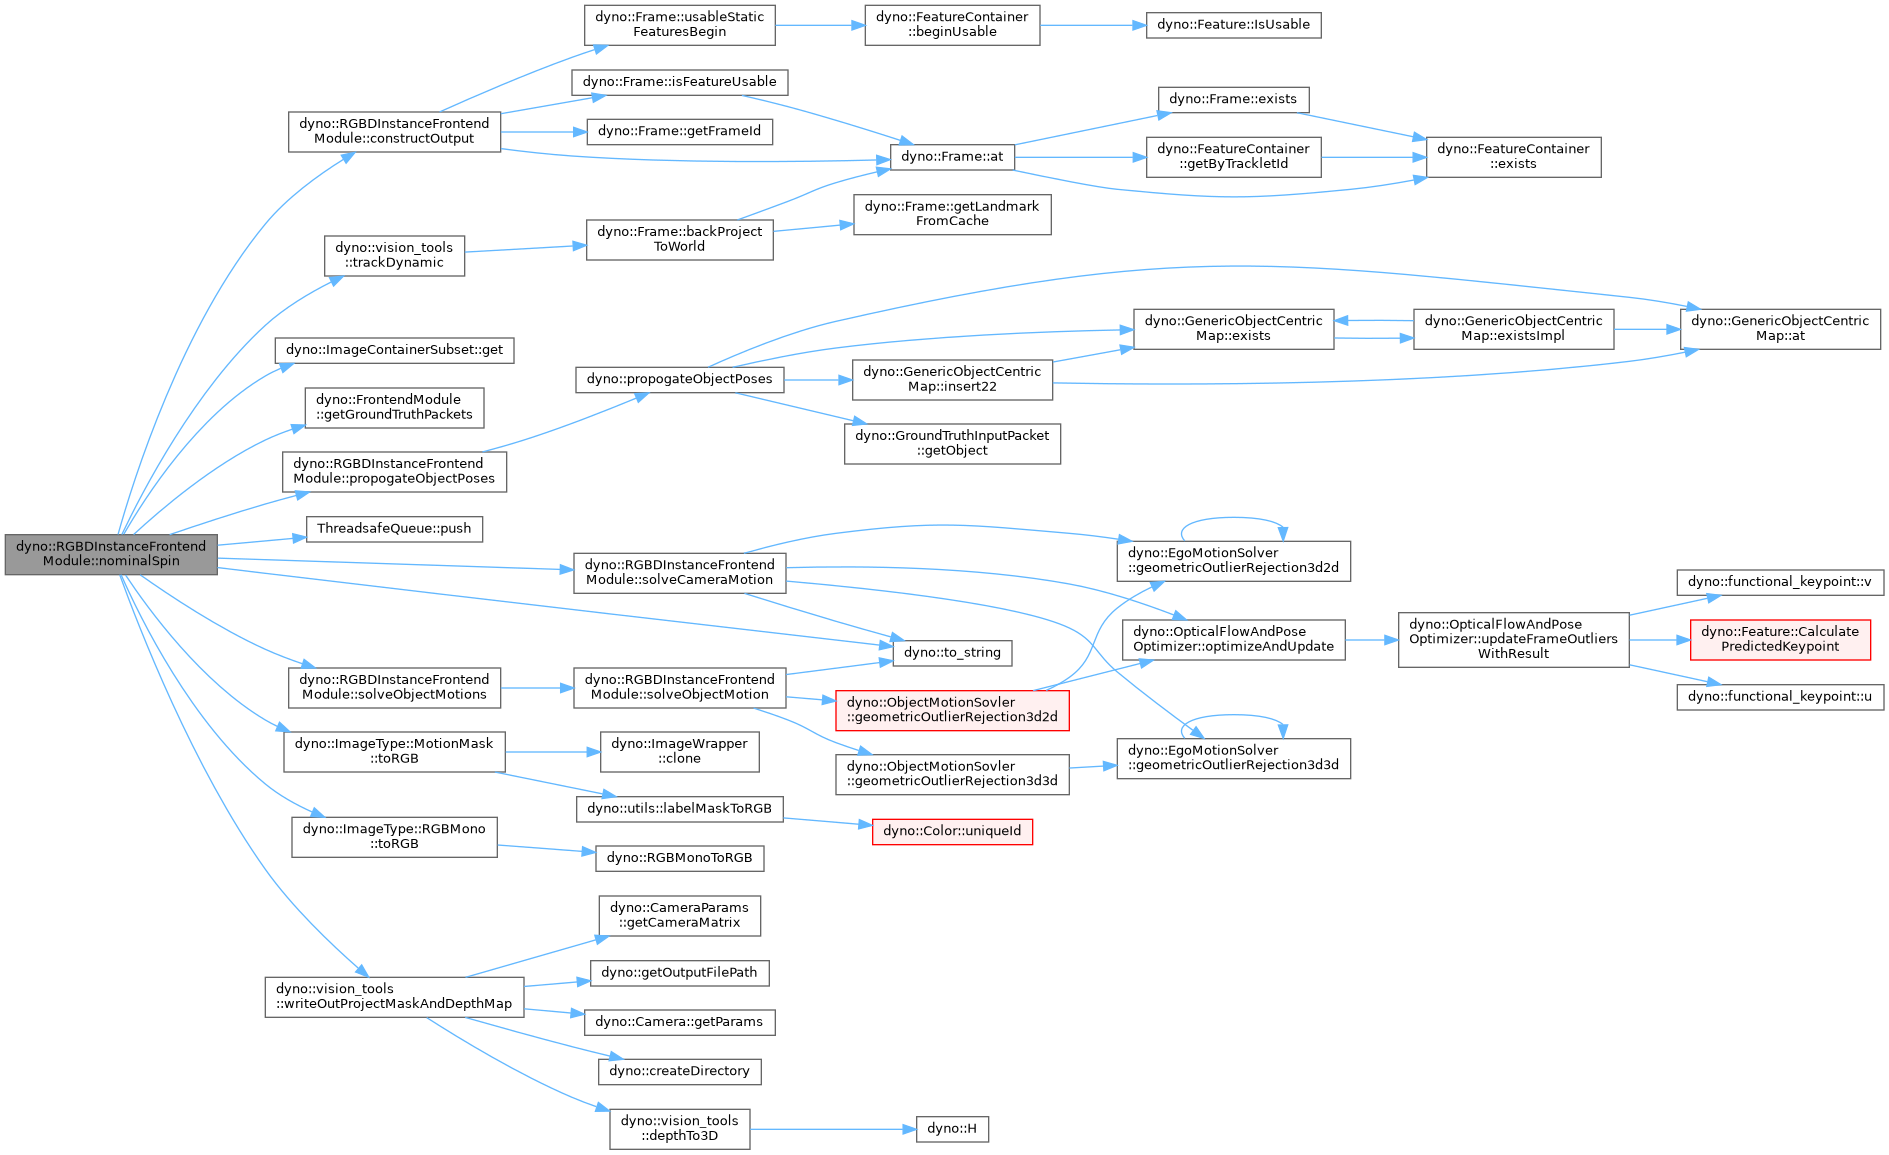 dyno::RGBDInstanceFrontend
Module::nominalSpin
dyno::RGBDInstanceFrontend
Module::constructOutput
dyno::Frame::usableStatic
FeaturesBegin
dyno::FeatureContainer
::beginUsable
dyno::Feature::IsUsable
dyno::Frame::isFeatureUsable
dyno::Frame::getFrameId
dyno::Frame::at
dyno::Frame::exists
dyno::FeatureContainer
::getByTrackletId
dyno::FeatureContainer
::exists
dyno::vision_tools
::trackDynamic
dyno::Frame::backProject
ToWorld
dyno::Frame::getLandmark
FromCache
dyno::ImageContainerSubset::get
dyno::FrontendModule
::getGroundTruthPackets
dyno::RGBDInstanceFrontend
Module::propogateObjectPoses
dyno::propogateObjectPoses
dyno::GenericObjectCentric
Map::exists
dyno::GenericObjectCentric
Map::existsImpl
dyno::GenericObjectCentric
Map::at
dyno::GenericObjectCentric
Map::insert22
dyno::GroundTruthInputPacket
::getObject
ThreadsafeQueue::push
dyno::RGBDInstanceFrontend
Module::solveCameraMotion
dyno::EgoMotionSolver
::geometricOutlierRejection3d2d
dyno::OpticalFlowAndPose
Optimizer::optimizeAndUpdate
dyno::OpticalFlowAndPose
Optimizer::updateFrameOutliers
WithResult
dyno::functional_keypoint::v
dyno::Feature::Calculate
PredictedKeypoint
dyno::functional_keypoint::u
dyno::to_string
dyno::RGBDInstanceFrontend
Module::solveObjectMotions
dyno::RGBDInstanceFrontend
Module::solveObjectMotion
dyno::ObjectMotionSovler
::geometricOutlierRejection3d2d
dyno::ObjectMotionSovler
::geometricOutlierRejection3d3d
dyno::EgoMotionSolver
::geometricOutlierRejection3d3d
dyno::ImageType::MotionMask
::toRGB
dyno::ImageWrapper
::clone
dyno::utils::labelMaskToRGB
dyno::Color::uniqueId
dyno::ImageType::RGBMono
::toRGB
dyno::RGBMonoToRGB
dyno::vision_tools
::writeOutProjectMaskAndDepthMap
dyno::CameraParams
::getCameraMatrix
dyno::getOutputFilePath
dyno::Camera::getParams
dyno::createDirectory
dyno::vision_tools
::depthTo3D
dyno::H